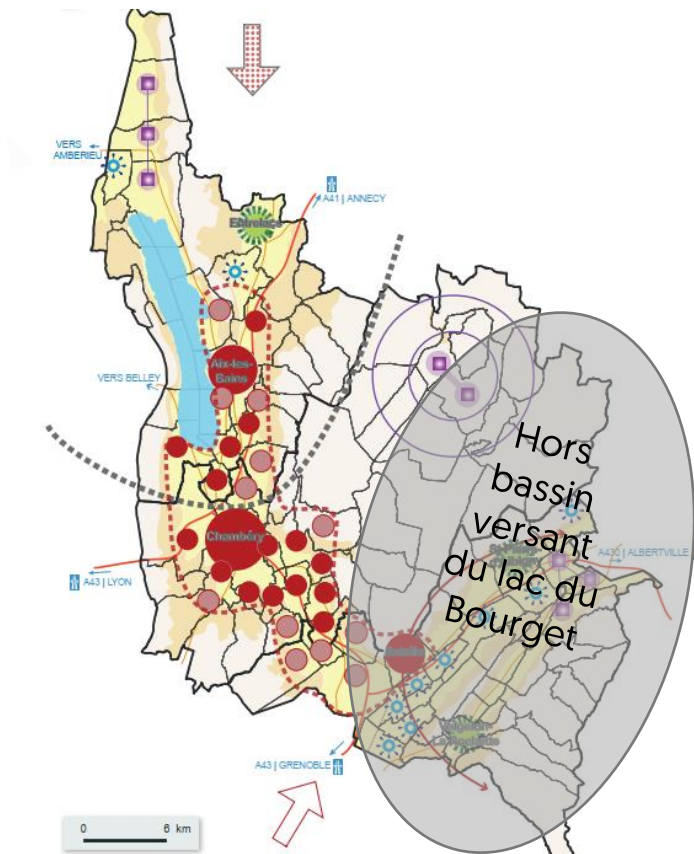 VERS
AMBERIEU
A41 | ANNECY
Entrelacs
VERS BELLEY
Aix-les-
Bains
Chambéry
A43 | LYON
Hors
bassin
versant
du lac du
Bourget
A430 | ALBERTVILLE
A43 | GRENOBLE
0 6 km